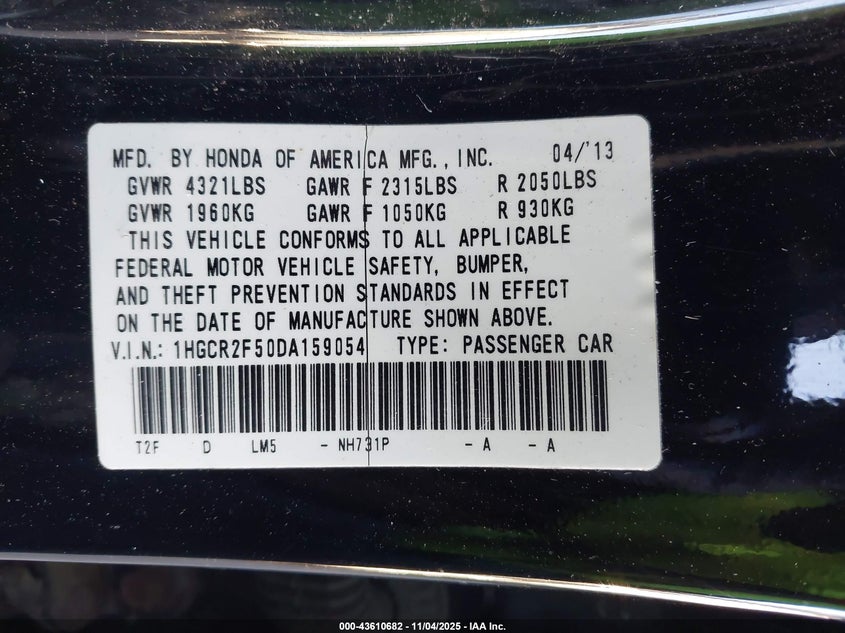 MFD. BY HONDA OF AMERICA MFG., INC. 04/'13
GVWR 4321LBS GAWR F 2315LBS R 2050LBS
GVWR 1960KG GAWR F 1050KG R 930KG
THIS VEHICLE CONFORMS TO ALL APPLICABLE
FEDERAL MOTOR VEHICLE SAFETY, BUMPER,
AND THEFT PREVENTION STANDARDS IN EFFECT
ON THE DATE OF MANUFACTURE SHOWN ABOVE.
V.I.N.: 1HGCR2F50DA159054 TYPE: PASSENGER CAR
T2F D LM5 - NH731P - A - A
000-43610682 - 11/04/2025 - IAA Inc.